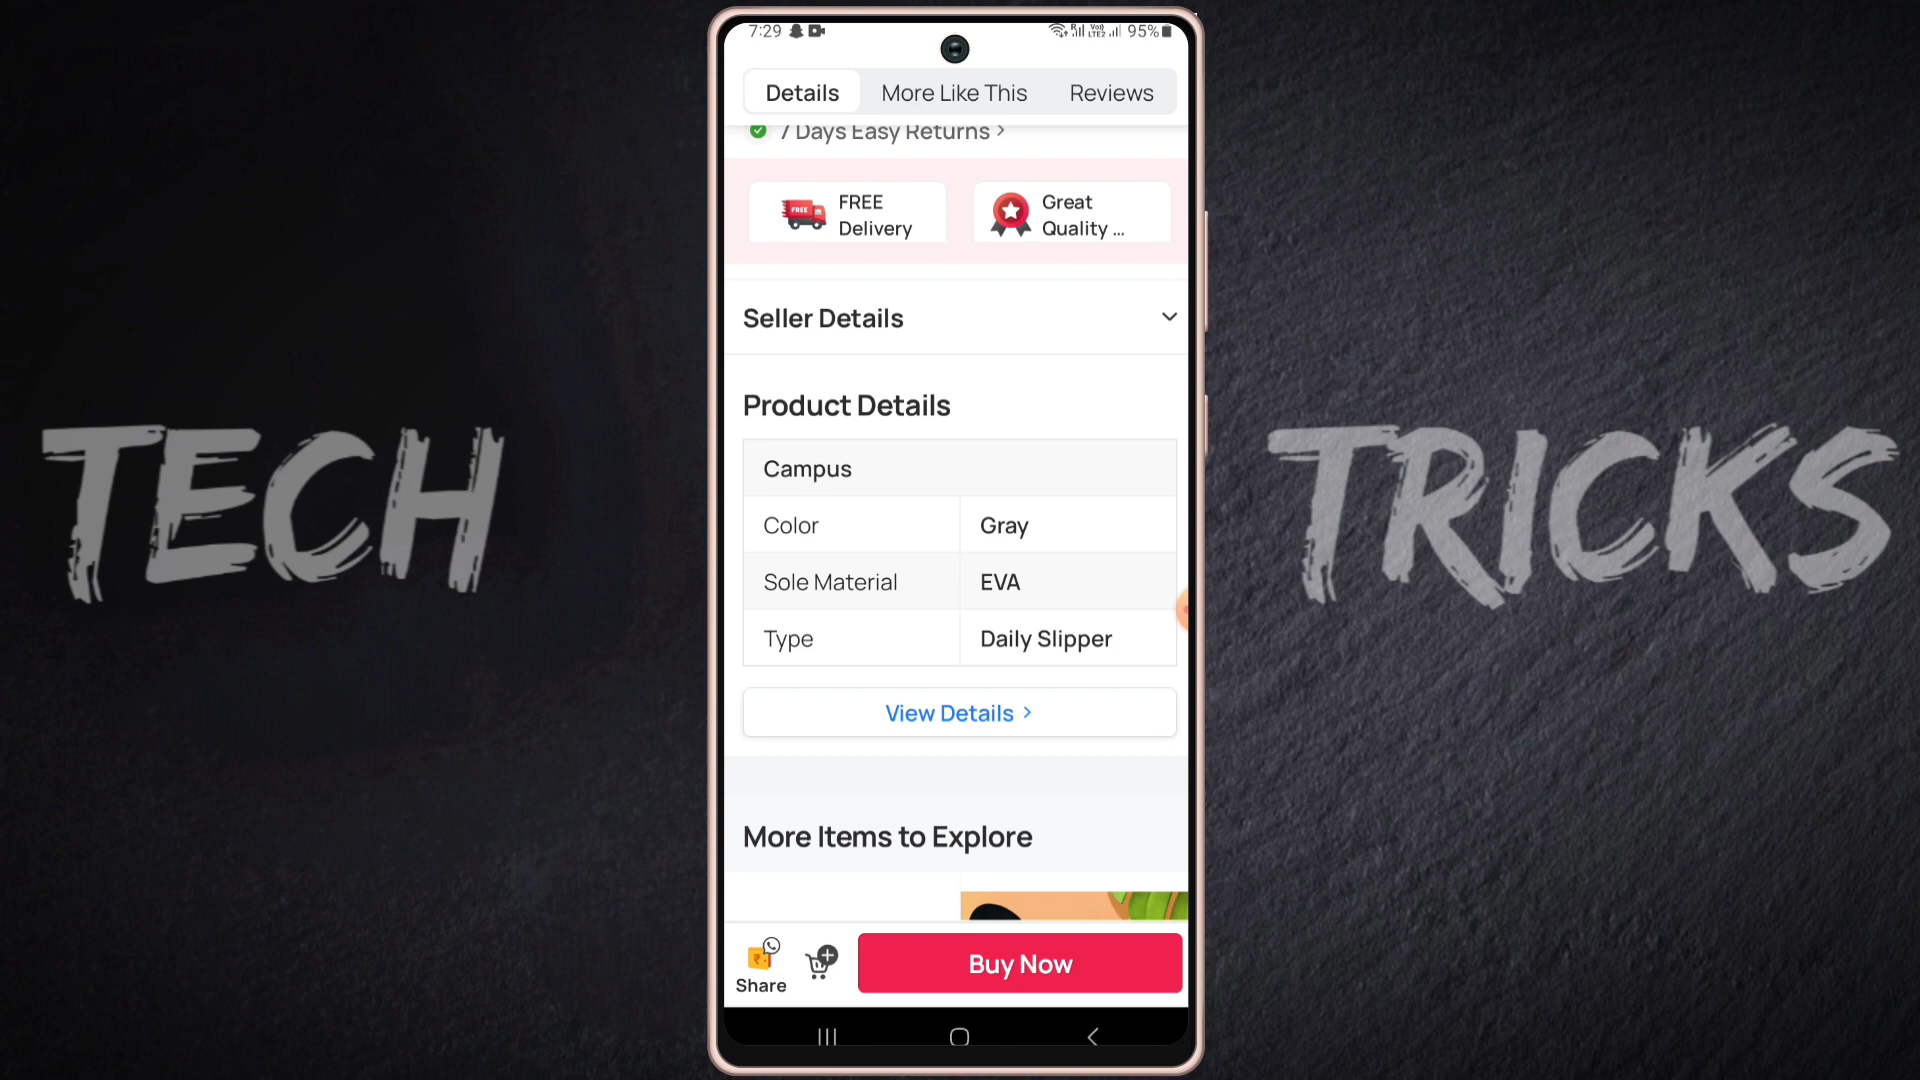 7:29 95%
Details More Like This Reviews
7 Days Easy Returns >
FREE
FREE
Delivery
Great
Quality ...
Seller Details
Product Details
Campus
Color Gray
Sole Material EVA
Type Daily Slipper
View Details >
TECH TRICKS
More Items to Explore
Share
Buy Now